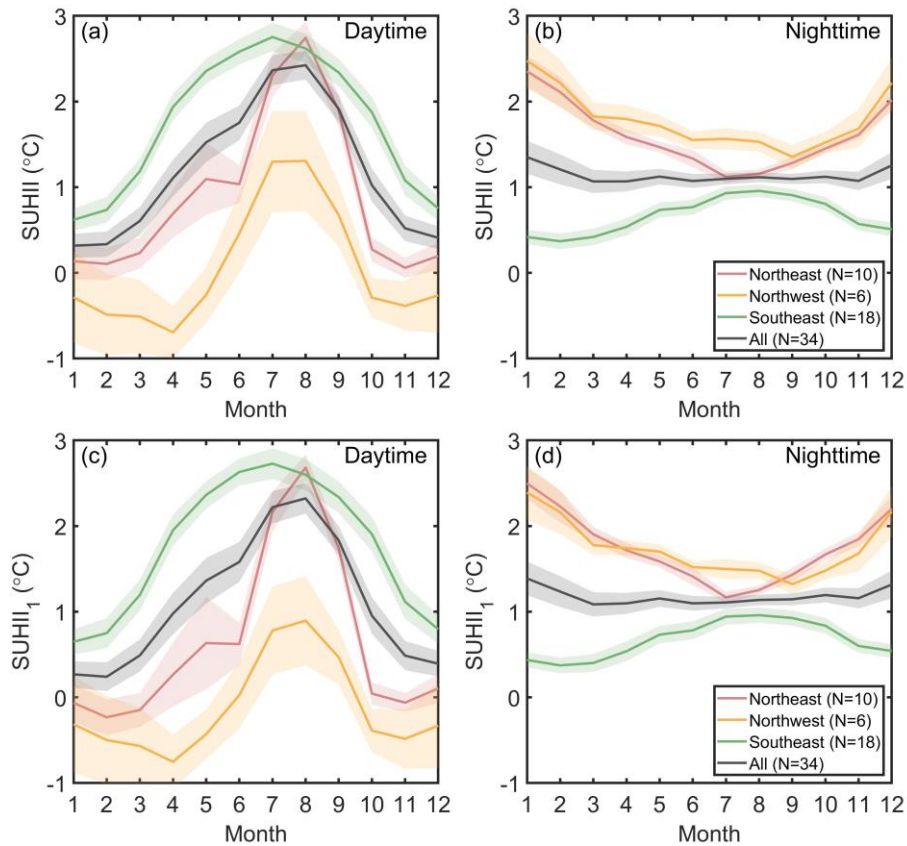 (a) Daytime
SUHII (°C)
3
2
1
0
-1
1 2 3 4 5 6 7 8 9 10 11 12
Month
(b) Nighttime
SUHII (°C)
3
2
1
0
-1
Northeast (N=10)
Northwest (N=6)
Southeast (N=18)
All (N=34)
1 2 3 4 5 6 7 8 9 10 11 12
Month
(c) Daytime
SUHII₁ (°C)
3
2
1
0
-1
1 2 3 4 5 6 7 8 9 10 11 12
Month
(d) Nighttime
SUHII₁ (°C)
3
2
1
0
-1
Northeast (N=10)
Northwest (N=6)
Southeast (N=18)
All (N=34)
1 2 3 4 5 6 7 8 9 10 11 12
Month